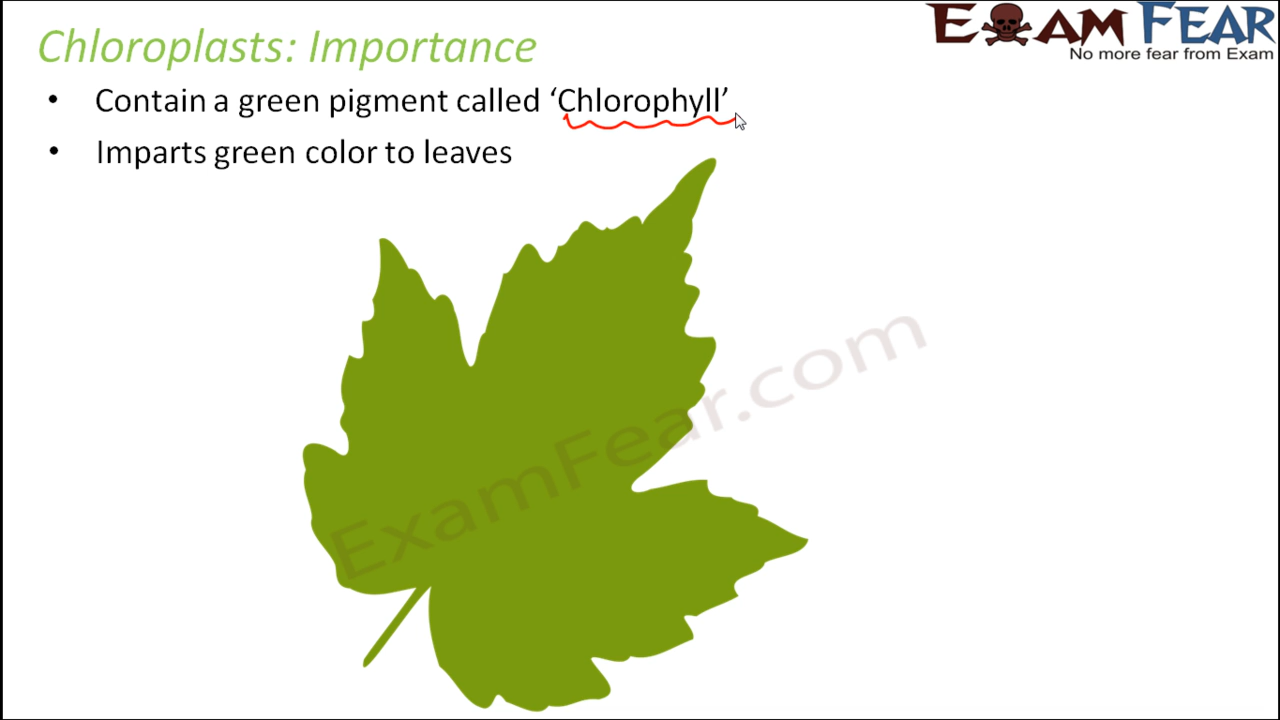 Chloroplasts: Importance
EXAM FEAR
No more fear from Exam
• Contain a green pigment called ‘Chlorophyll’
• Imparts green color to leaves
ExamFear.com